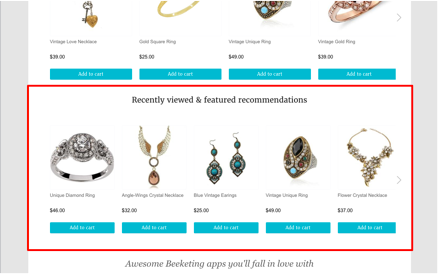 Vintage Love Necklace Gold Square Ring Vintage Unique Ring Vintage Gold Ring
$39.00 $25.00 $49.00 $39.00
Add to cart Add to cart Add to cart Add to cart
Recently viewed & featured recommendations
Unique Diamond Ring Angle-Wings Crystal Necklace Blue Vintage Earings Vintage Unique Ring Flower Crystal Necklace
$46.00 $32.00 $25.00 $49.00 $37.00
Add to cart Add to cart Add to cart Add to cart Add to cart
Awesome Beeketing apps you'll fall in love with